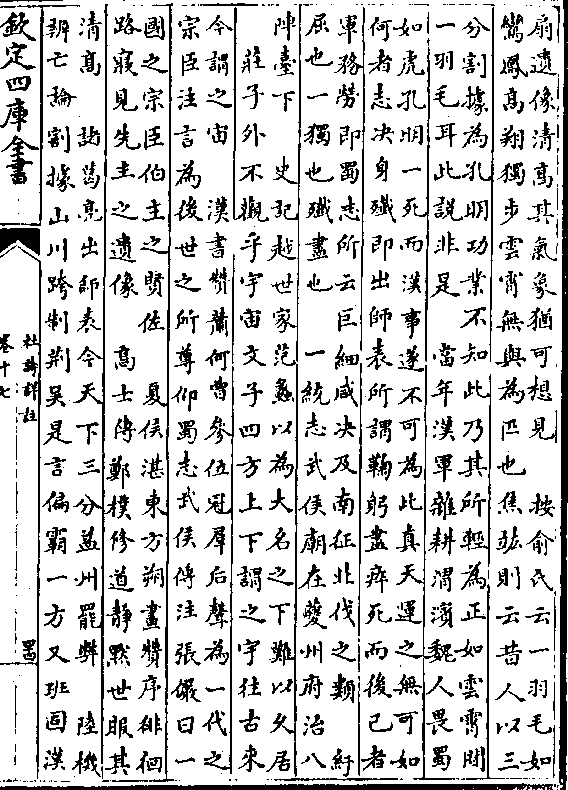 扇遺像清高其氣象猶可想見　按俞氏云一羽毛如
鸞鳳高翔獨步雲霄無與為匹也焦竑則云昔人以三
分割據為孔明功業不知此乃其所輕為正如雲霄間
一羽毛耳此說非是　當年漢軍雜耕渭濱魏人畏蜀
如虎孔明一死而漢事遂不可為此真天運之無可如
何者志决身殲即出師表所謂鞠躬盡瘁死而後已者
軍務勞即蜀志所云巨細咸决及南征北伐之類　紆
屈也一獨也殲盡也　一統志武侯廟在夔州府治八
陣臺下　史記越世家范蠡以為大名之下難以久居
莊子外不觀乎宇宙文子四方上下謂之宇往古來
今謂之宙　漢書贊蕭何曹參伍冠羣后聲為一代之
宗臣注言為後世之所尊仰蜀志武侯傳注張儼曰一
國之宗臣伯主之賢佐　夏侯湛東方朔畫贊序徘徊
路寢見先主之遺像　高士傳鄭樸修道靜默世服其
清高　諸葛亮出師表今天下三分益州罷弊　陸機
辨亡論割據山川跨制荊吳是言偏霸一方又班固漢
欽定四庫全書
杜詩詳註
卷十七